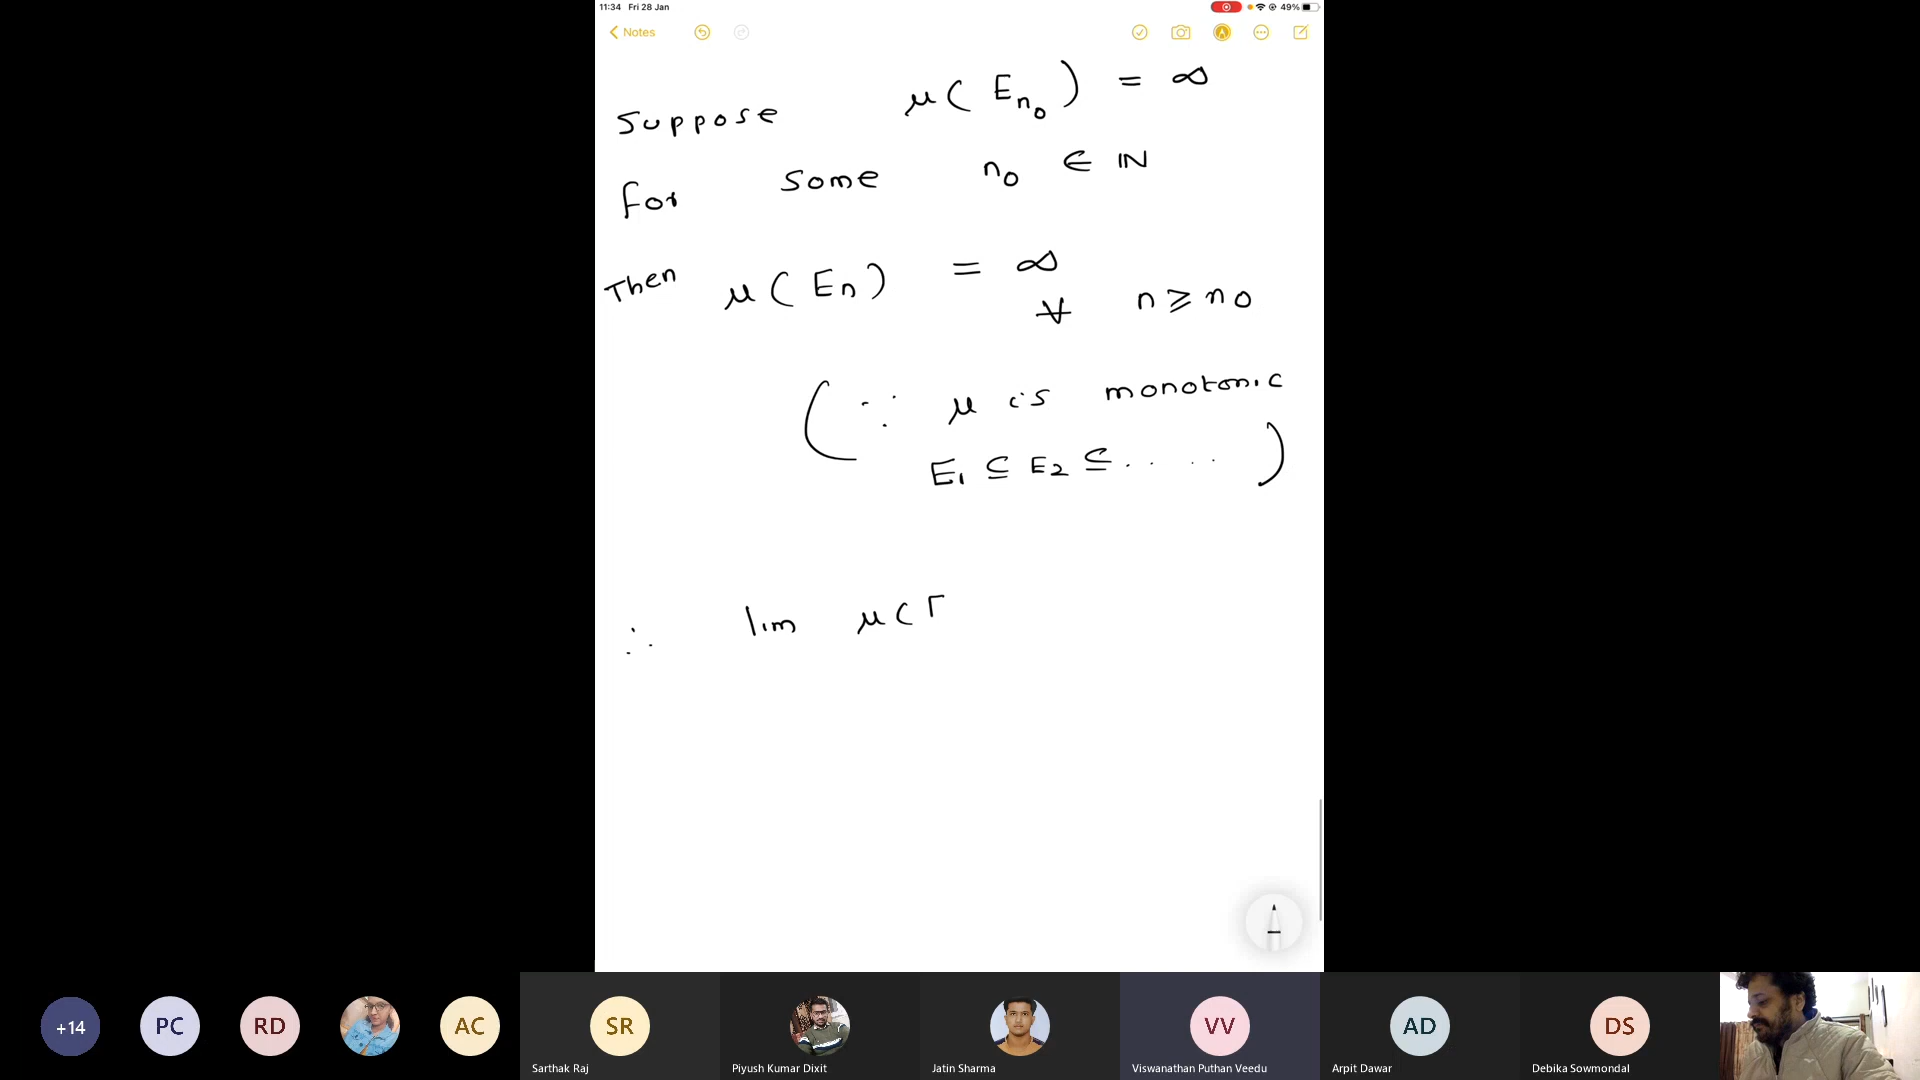 11:34 Fri 28 Jan 49%
Notes
Suppose μ(E_{n_0}) = ∞
for some n_0 ∈ ℕ
Then μ(E_n) = ∞
∀ n ⩾ n_0
(∵ μ is monotonic
E_1 ⊆ E_2 ⊆ . . . . . )
∴ lim μ(
+14 PC RD AC SR VV AD DS
Sarthak Raj Piyush Kumar Dixit Jatin Sharma Viswanathan Puthan Veedu Arpit Dawar Debika Sowmondal